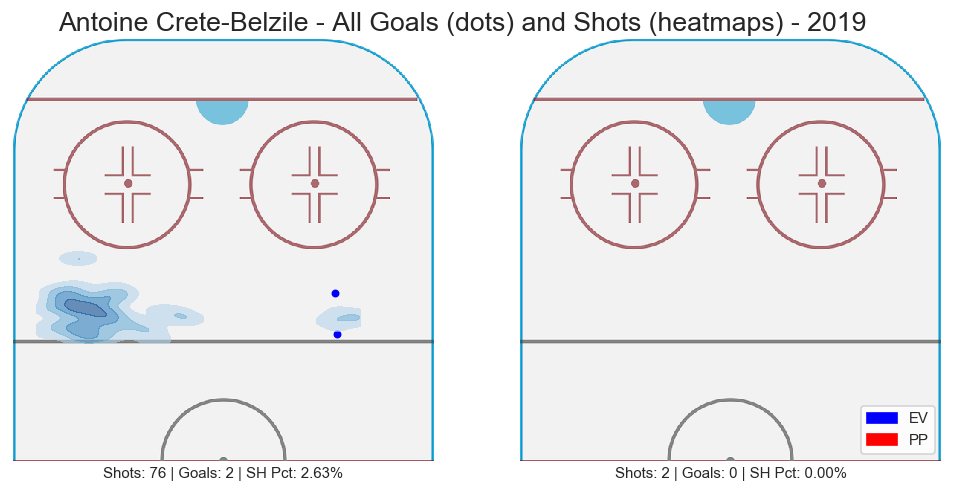 Antoine Crete-Belzile - All Goals (dots) and Shots (heatmaps) - 2019
EV
PP
Shots: 76 | Goals: 2 | SH Pct: 2.63%
Shots: 2 | Goals: 0 | SH Pct: 0.00%